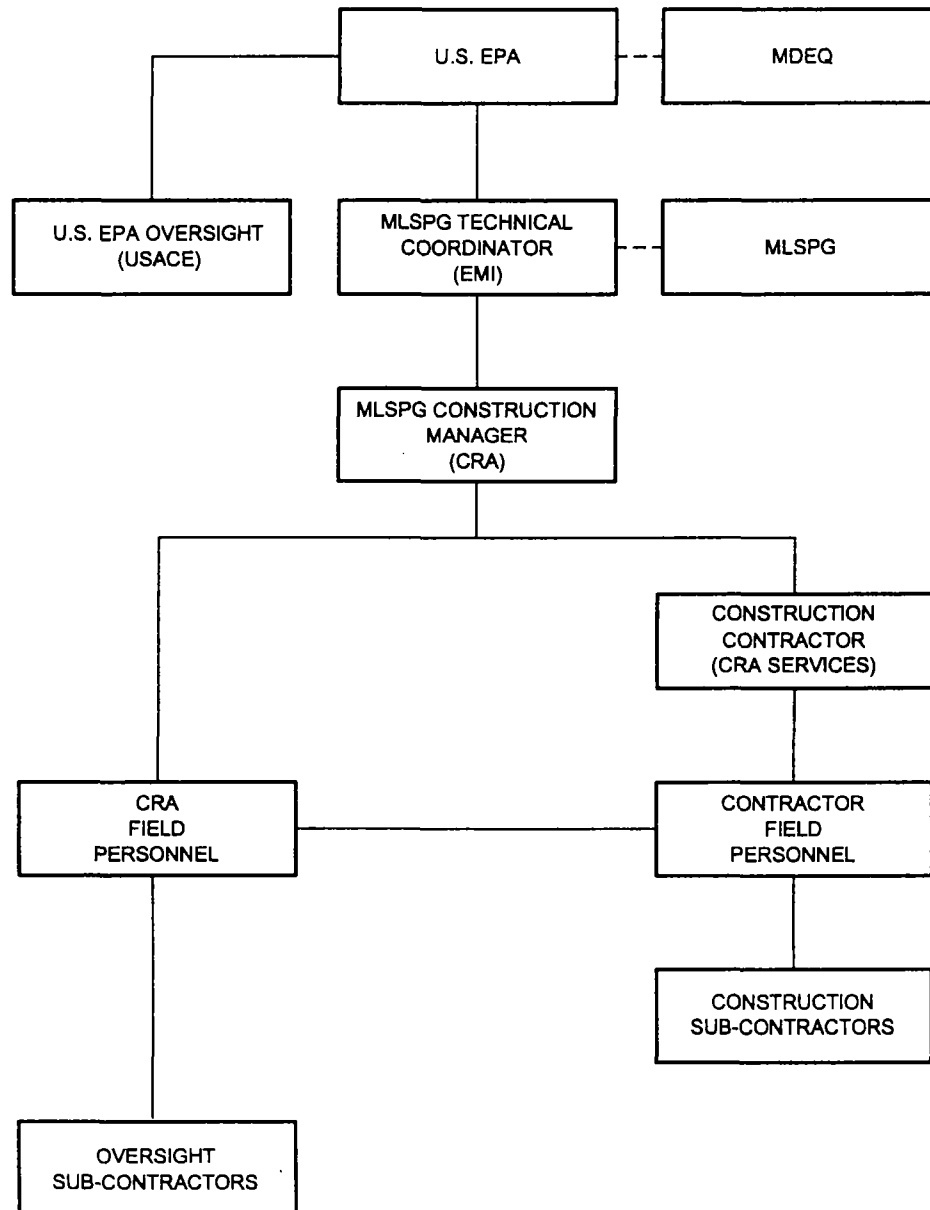 U.S. EPA
MDEQ
U.S. EPA OVERSIGHT
(USACE)
MLSPG TECHNICAL
COORDINATOR
(EMI)
MLSPG
MLSPG CONSTRUCTION
MANAGER
(CRA)
CONSTRUCTION
CONTRACTOR
(CRA SERVICES)
CRA
FIELD
PERSONNEL
CONTRACTOR
FIELD
PERSONNEL
CONSTRUCTION
SUB-CONTRACTORS
OVERSIGHT
SUB-CONTRACTORS